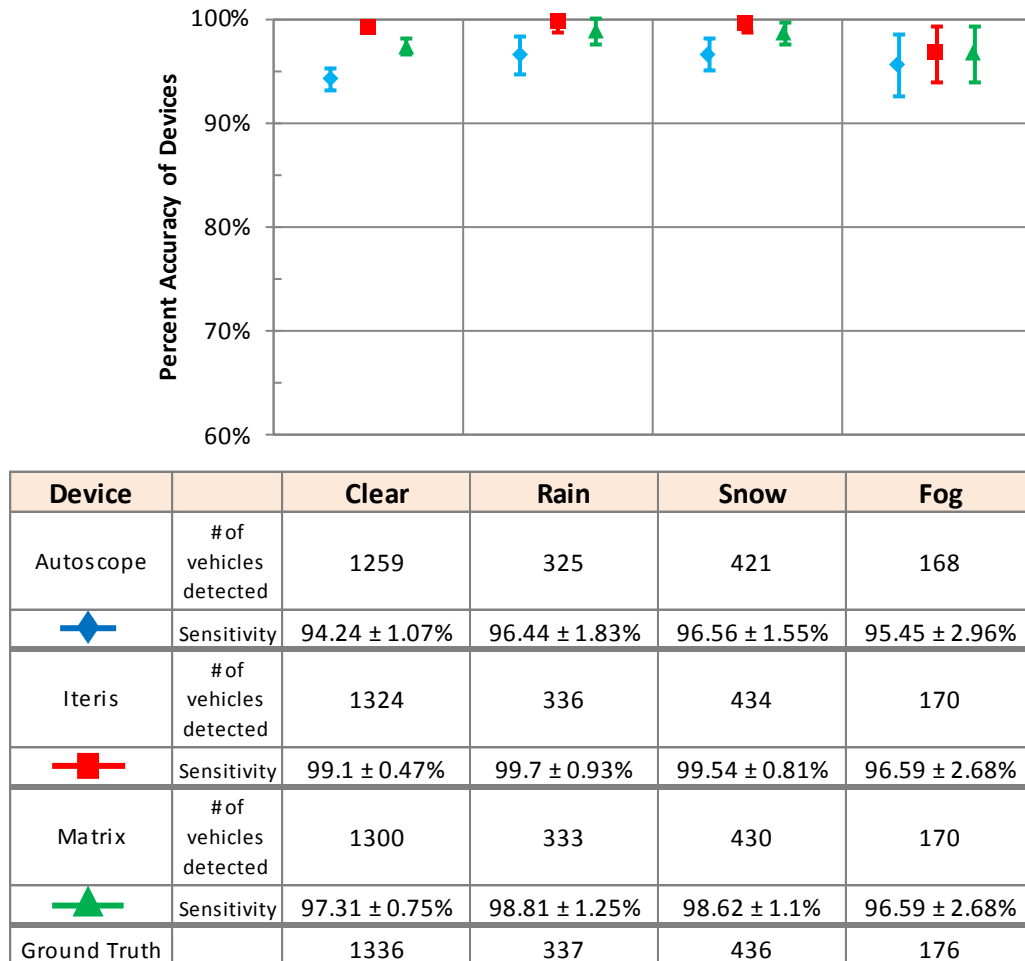 100%
90%
80%
70%
60%
Percent Accuracy of Devices
Device Clear Rain Snow Fog
Autoscope # of vehicles detected 1259 325 421 168
Sensitivity 94.24 ± 1.07% 96.44 ± 1.83% 96.56 ± 1.55% 95.45 ± 2.96%
Iteris # of vehicles detected 1324 336 434 170
Sensitivity 99.1 ± 0.47% 99.7 ± 0.93% 99.54 ± 0.81% 96.59 ± 2.68%
Matrix # of vehicles detected 1300 333 430 170
Sensitivity 97.31 ± 0.75% 98.81 ± 1.25% 98.62 ± 1.1% 96.59 ± 2.68%
Ground Truth 1336 337 436 176